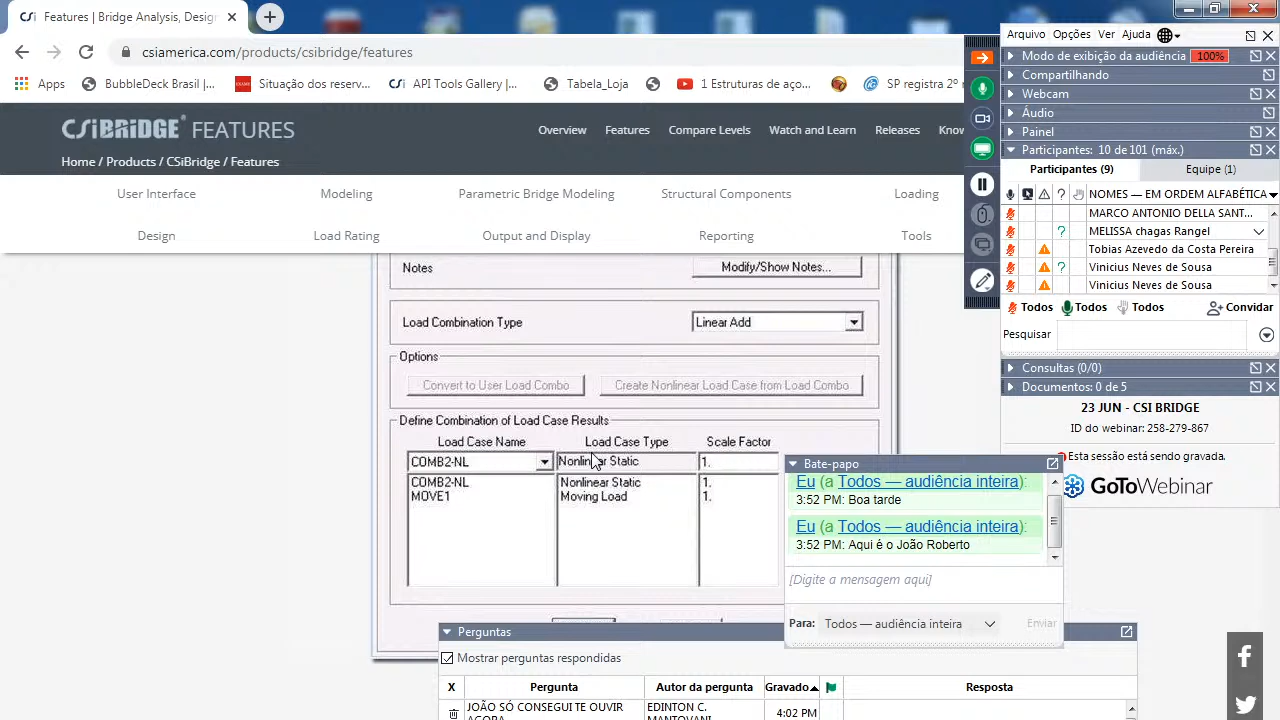 Features | Bridge Analysis, Desi
csiamerica.com/products/csibridge/features
Apps
BubbleDeck Brasil |...
Situação dos reserv...
CSi API Tools Gallery |...
Tabela_Loja
1 Estruturas de aço...
SP registra 2º
CSiBRIDGE® FEATURES
Overview
Features
Compare Levels
Watch and Learn
Releases
Know
Home / Products / CSiBridge / Features
User Interface
Modeling
Parametric Bridge Modeling
Structural Components
Loading
Design
Load Rating
Output and Display
Reporting
Tools
Notes
Modify/Show Notes...
Load Combination Type
Linear Add
Options
Convert to User Load Combo
Create Nonlinear Load Case from Load Combo
Define Combination of Load Case Results
Load Case Name
Load Case Type
Scale Factor
COMB2-NL
Nonlinear Static
1.
COMB2-NL
Nonlinear Static
1.
MOVE1
Moving Load
1.
Arquivo Opções Ver Ajuda
Modo de exibição da audiência 100%
Compartilhando
Webcam
Áudio
Painel
Participantes: 10 de 101 (máx.)
Participantes (9)
Equipe (1)
? NOMES — EM ORDEM ALFABÉTICA
MARCO ANTONIO DELLA SANT...
? MELISSA chagas Rangel
Tobias Azevedo da Costa Pereira
? Vinicius Neves de Sousa
Vinicius Neves de Sousa
Todos
Todos
Todos
Convidar
Pesquisar
Consultas (0/0)
Documentos: 0 de 5
23 JUN - CSI BRIDGE
ID do webinar: 258-279-867
Esta sessão está sendo gravada.
GoToWebinar
Bate-papo
Eu (a Todos — audiência inteira):
3:52 PM: Boa tarde
Eu (a Todos — audiência inteira):
3:52 PM: Aqui é o João Roberto
[Digite a mensagem aqui]
Para: Todos — audiência inteira
Enviar
Perguntas
Mostrar perguntas respondidas
X
Pergunta
Autor da pergunta
Gravado
Resposta
JOÃO SÓ CONSEGUI TE OUVIR
AGORA
EDINTON C.
MANTOVANI
4:02 PM